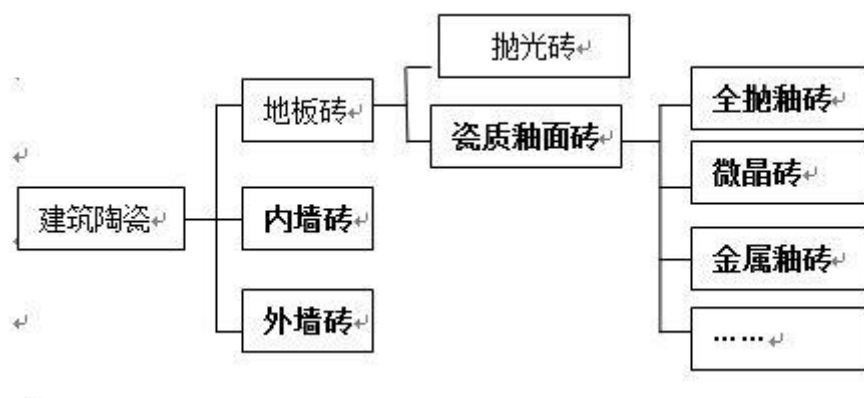 抛光砖
地板砖
全抛釉砖
瓷质釉面砖
微晶砖
建筑陶瓷
内墙砖
金属釉砖
外墙砖
……